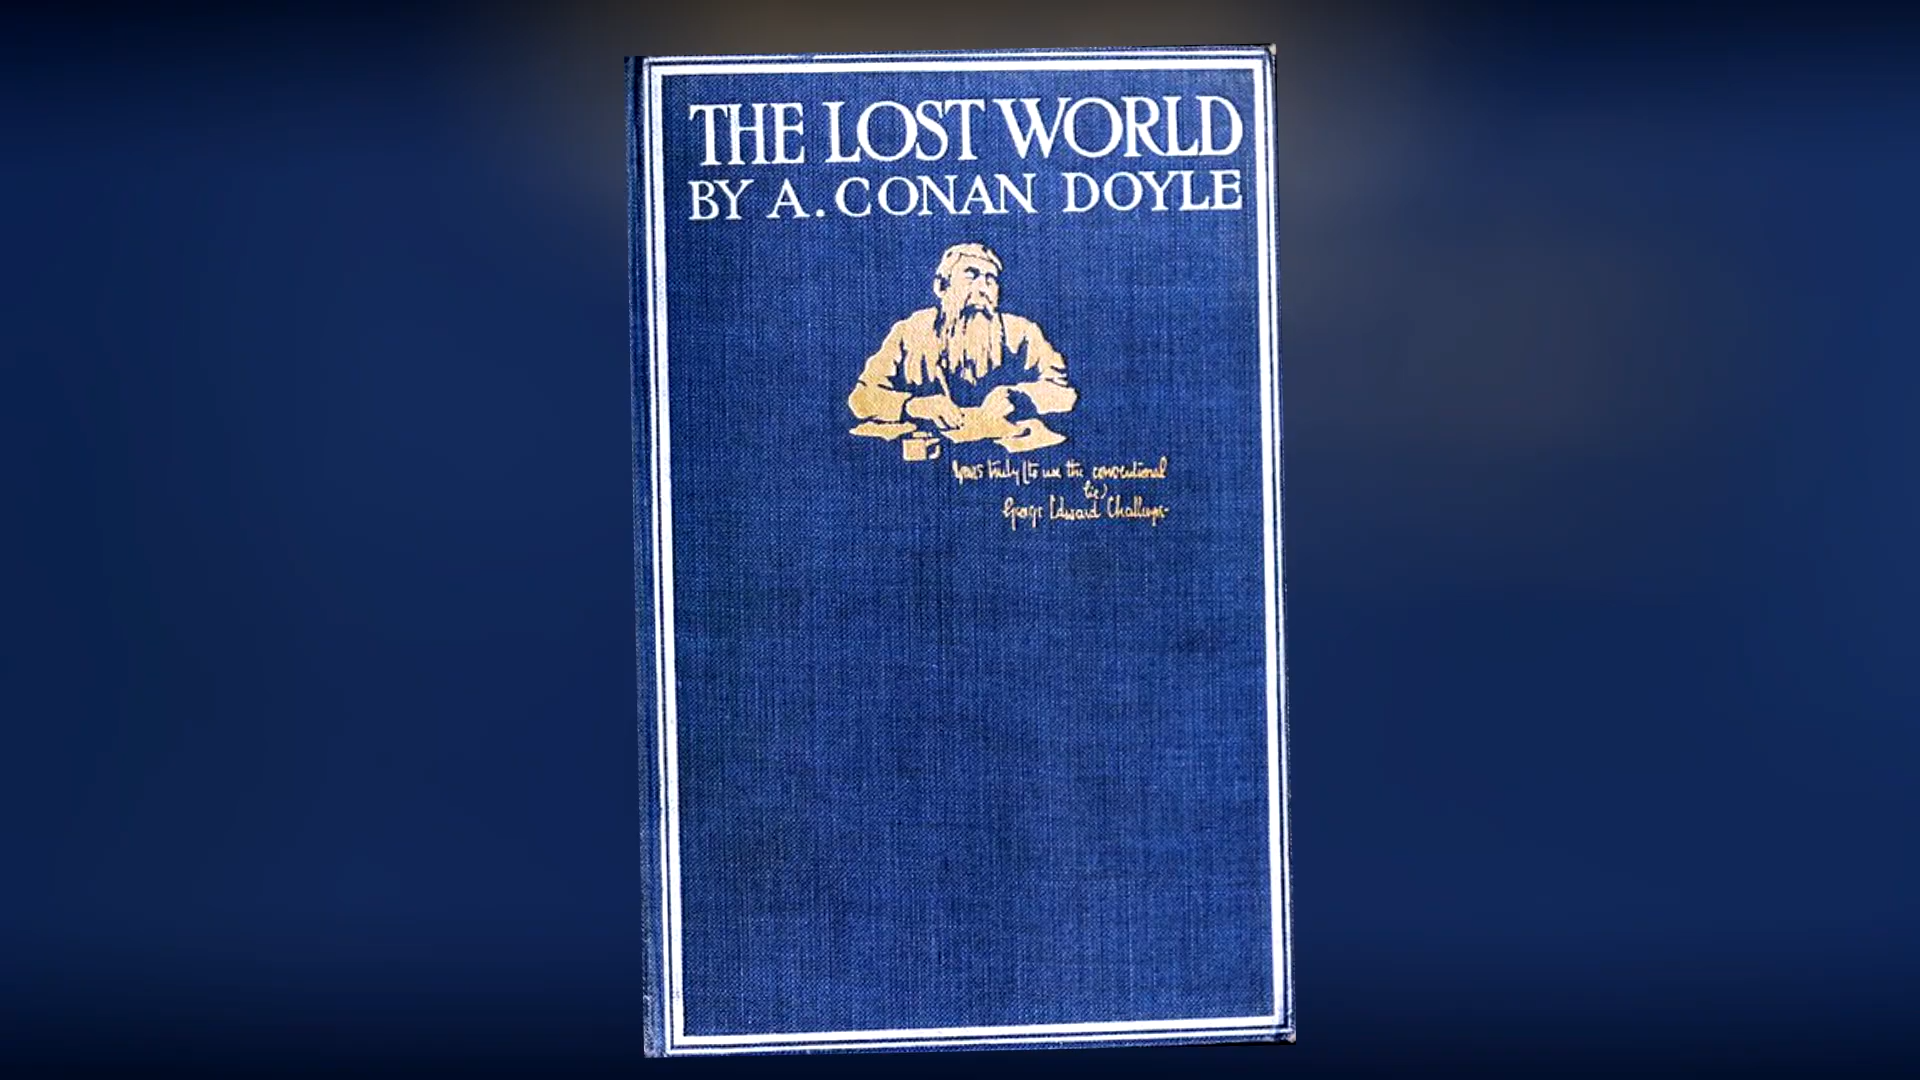 THE LOST WORLD
BY A. CONAN DOYLE
Yours truly (to use the conventional
lie)
George Edward Challenger